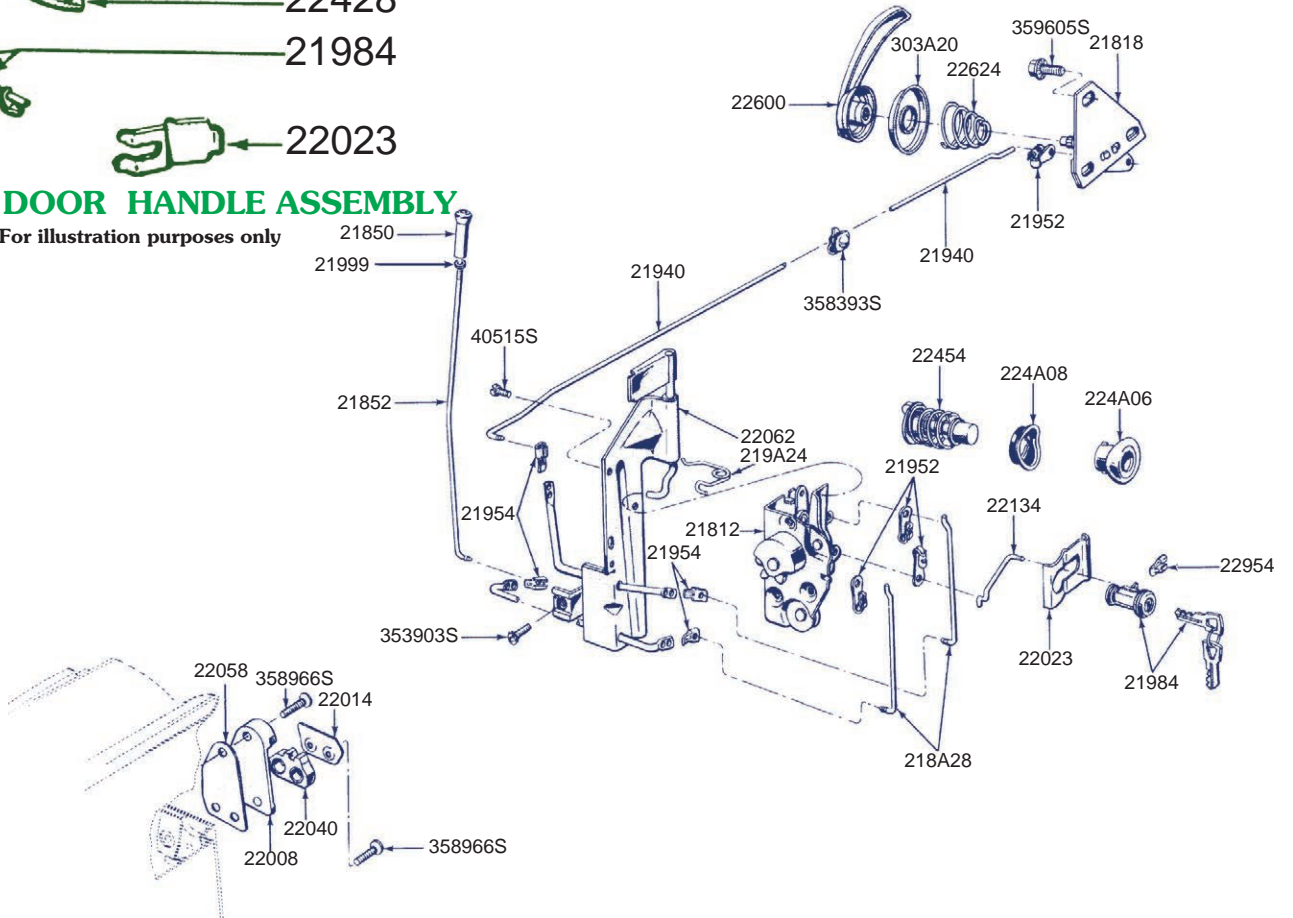 22428
21984
22023
DOOR HANDLE ASSEMBLY
For illustration purposes only
359605S
303A20
21818
22624
22600
21850
21952
21999
21940
21940
358393S
40515S
22454
224A08
224A06
21852
22062
219A24
21952
22134
21954
21812
21954
22954
353903S
22023
21984
22058
358966S
22014
218A28
22040
358966S
22008